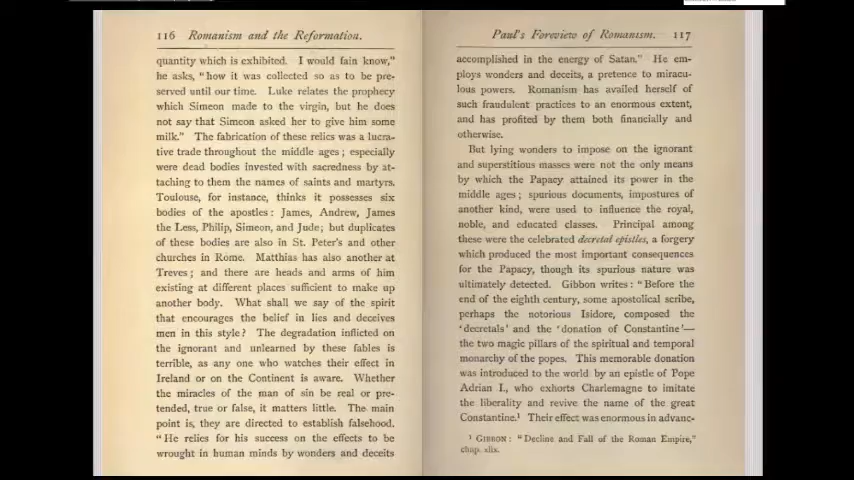 116 Romanism and the Reformation.
quantity which is exhibited. I would fain know,"
he asks, "how it was collected so as to be pre-
served until our time. Luke relates the prophecy
which Simeon made to the virgin, but he does
not say that Simeon asked her to give him some
milk." The fabrication of these relics was a lucra-
tive trade throughout the middle ages; especially
were dead bodies invested with sacredness by at-
taching to them the names of saints and martyrs.
Toulouse, for instance, thinks it possesses six
bodies of the apostles: James, Andrew, James
the Less, Philip, Simeon, and Jude; but duplicates
of these bodies are also in St. Peter's and other
churches in Rome. Matthias has also another at
Treves; and there are heads and arms of him
existing at different places sufficient to make up
another body. What shall we say of the spirit
that encourages the belief in lies and deceives
men in this style? The degradation inflicted on
the ignorant and unlearned by these fables is
terrible, as any one who watches their effect in
Ireland or on the Continent is aware. Whether
the miracles of the man of sin be real or pre-
tended, true or false, it matters little. The main
point is, they are directed to establish falsehood.
"He relies for his success on the effects to be
wrought in human minds by wonders and deceits
Paul's Foreview of Romanism. 117
accomplished in the energy of Satan." He em-
ploys wonders and deceits, a pretence to miracu-
lous powers. Romanism has availed herself of
such fraudulent practices to an enormous extent,
and has profited by them both financially and
otherwise.
But lying wonders to impose on the ignorant
and superstitious masses were not the only means
by which the Papacy attained its power in the
middle ages; spurious documents, impostures of
another kind, were used to influence the royal,
noble, and educated classes. Principal among
these were the celebrated decretal epistles, a forgery
which produced the most important consequences
for the Papacy, though its spurious nature was
ultimately detected. Gibbon writes: "Before the
end of the eighth century, some apostolical scribe,
perhaps the notorious Isidore, composed the
'decretals' and the 'donation of Constantine'—
the two magic pillars of the spiritual and temporal
monarchy of the popes. This memorable donation
was introduced to the world by an epistle of Pope
Adrian I., who exhorts Charlemagne to imitate
the liberality and revive the name of the great
Constantine.¹ Their effect was enormous in advanc-
¹ GIBBON: "Decline and Fall of the Roman Empire,"
chap. xlix.